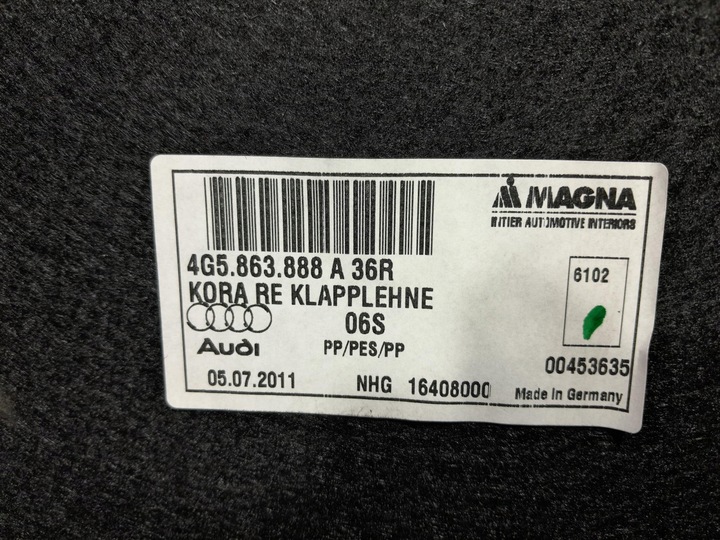 MAGNA
INTIER AUTOMOTIVE INTERIORS
4G5.863.888 A 36R
KORA RE KLAPPLEHNE
6102
06S
Audi
PP/PES/PP
00453635
05.07.2011
NHG 16408000
Made in Germany